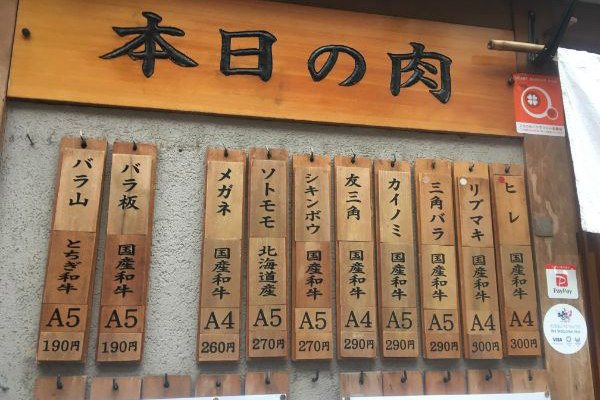 本日の肉
バラ山 とちぎ和牛 A5 190円
バラ板 国産和牛 A5 190円
メガネ 国産和牛 A4 260円
ソトモモ 北海道産 A5 270円
シキンボウ 国産和牛 A5 270円
友三角 国産和牛 A4 290円
カイノミ 国産和牛 A5 290円
三角バラ 国産和牛 A5 290円
リブマキ 国産和牛 A4 300円
ヒレ 国産和牛 A4 300円
PayPay
VISA